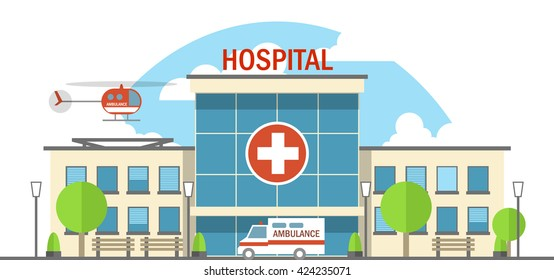 HOSPITAL
AMBULANCE
AMBULANCE
shutterstock.com · 424235071